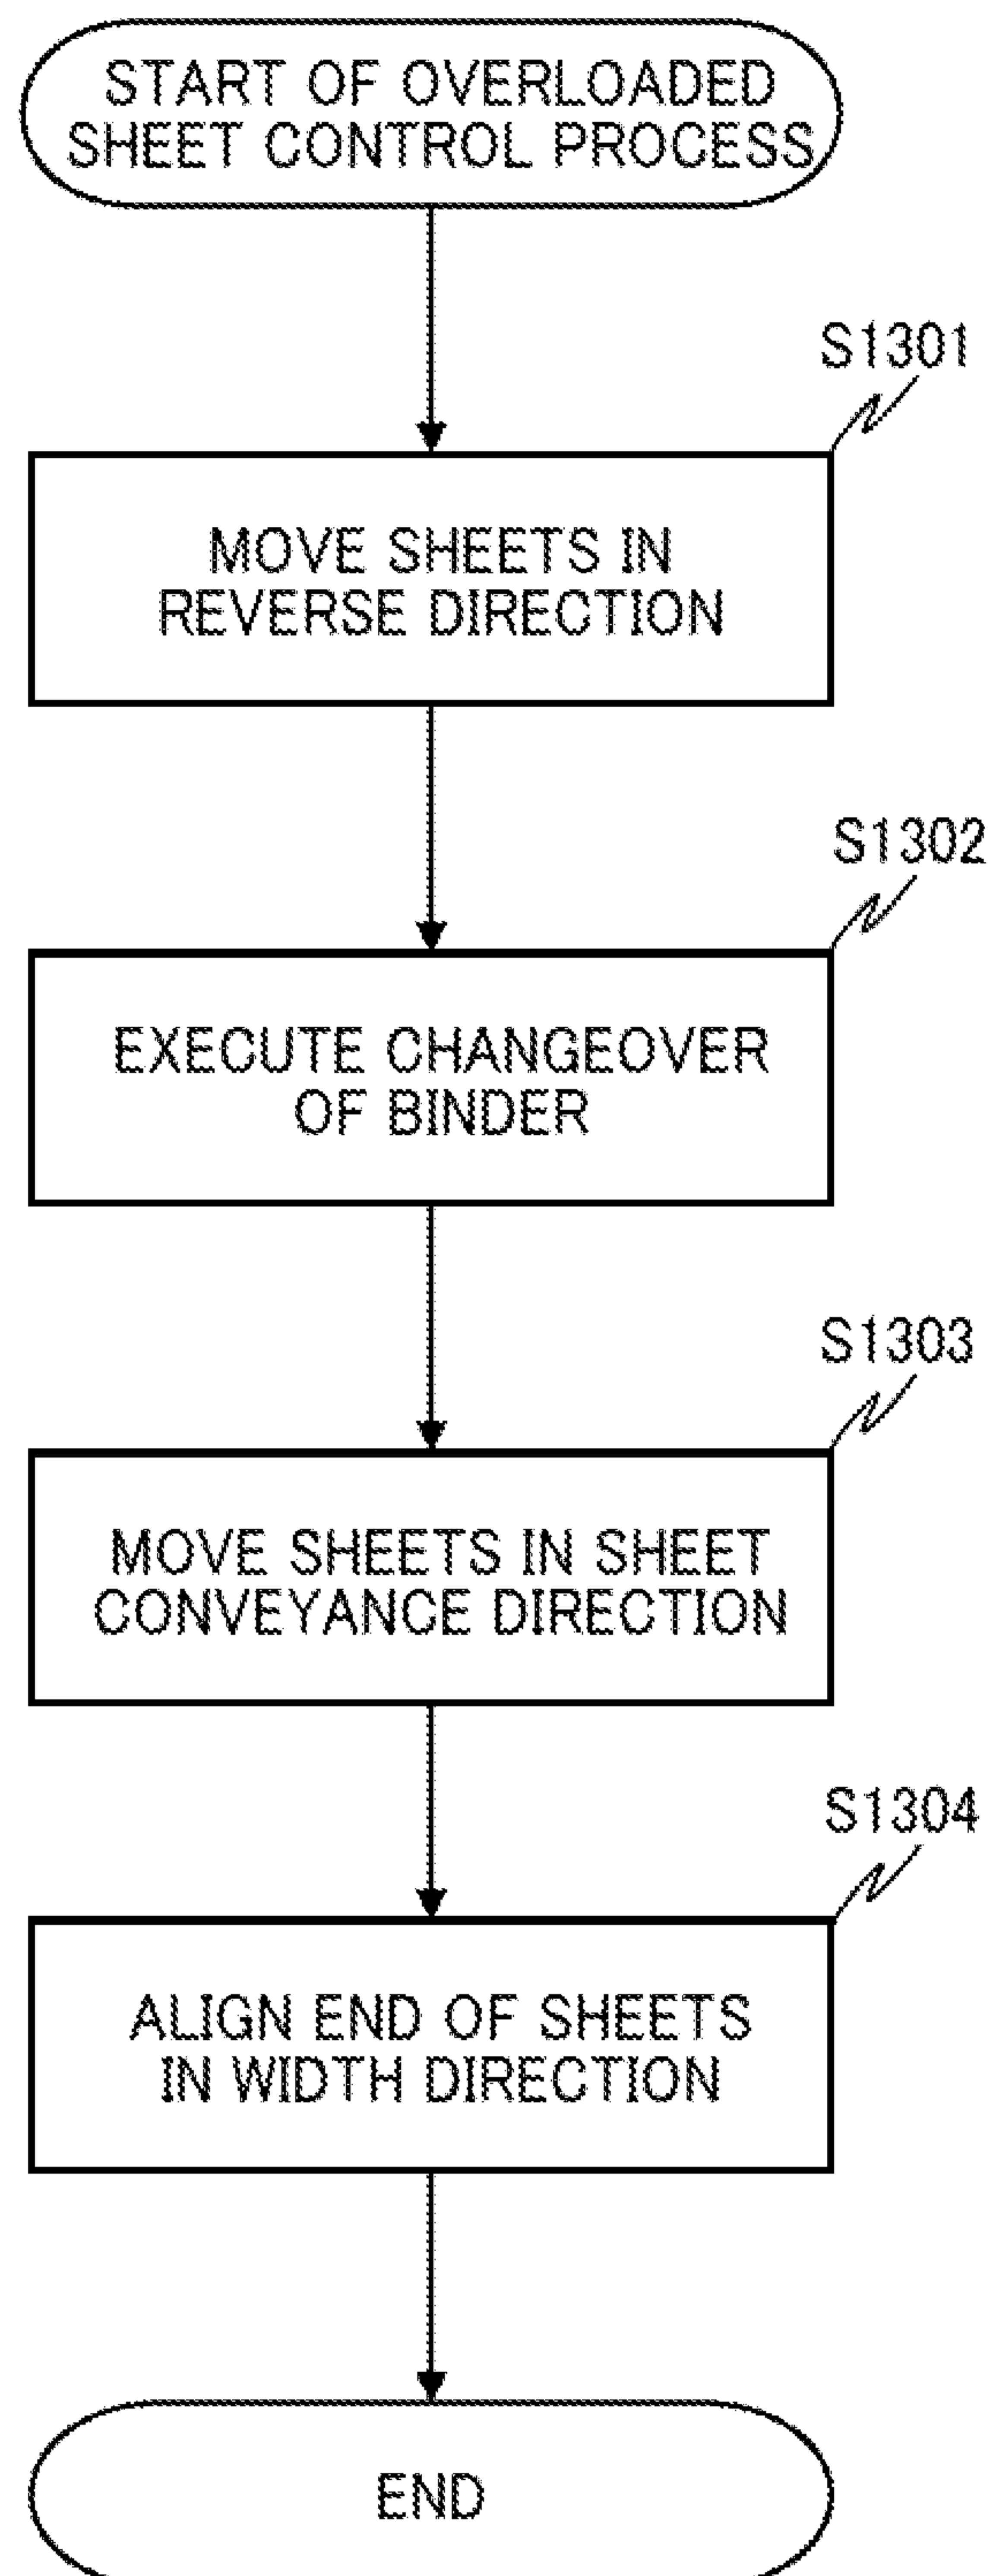 START OF OVERLOADED
SHEET CONTROL PROCESS
S1301
MOVE SHEETS IN
REVERSE DIRECTION
S1302
EXECUTE CHANGEOVER
OF BINDER
S1303
MOVE SHEETS IN SHEET
CONVEYANCE DIRECTION
S1304
ALIGN END OF SHEETS
IN WIDTH DIRECTION
END